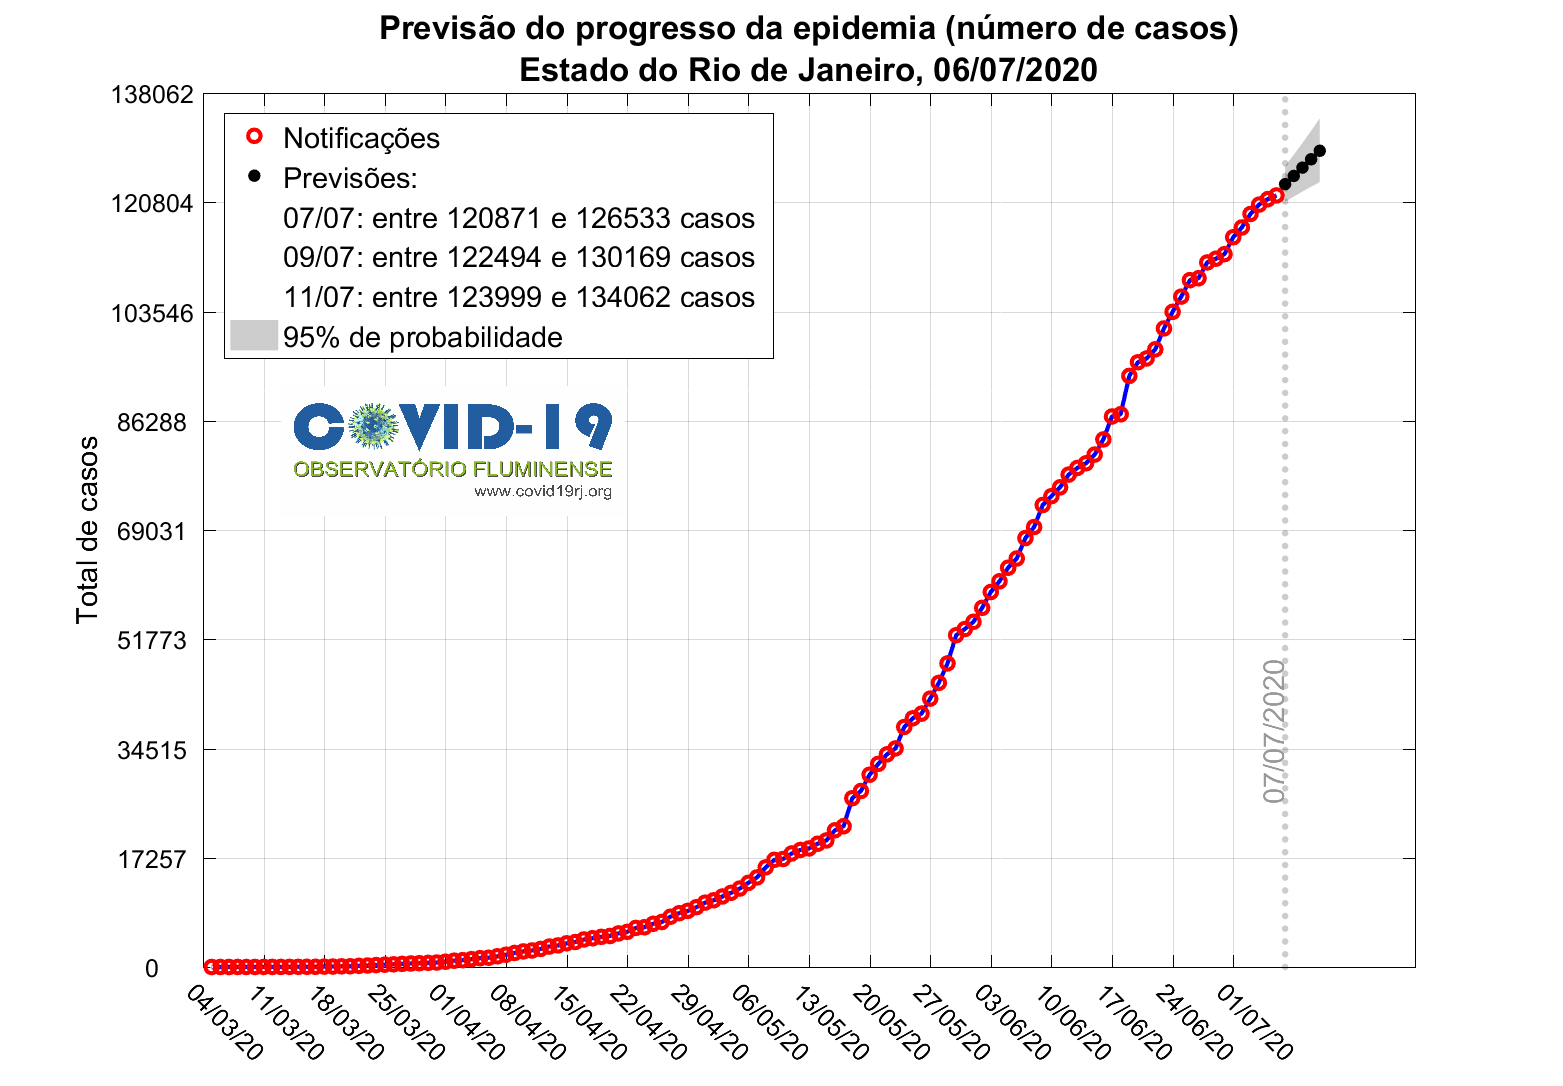 Previsão do progresso da epidemia (número de casos)
Estado do Rio de Janeiro, 06/07/2020
138062
120804
103546
86288
69031
51773
34515
17257
0
Total de casos
Notificações
Previsões:
07/07: entre 120871 e 126533 casos
09/07: entre 122494 e 130169 casos
11/07: entre 123999 e 134062 casos
95% de probabilidade
COVID-19
OBSERVATÓRIO FLUMINENSE
www.covid19rj.org
07/07/2020
04/03/20
11/03/20
18/03/20
25/03/20
01/04/20
08/04/20
15/04/20
22/04/20
29/04/20
06/05/20
13/05/20
20/05/20
27/05/20
03/06/20
10/06/20
17/06/20
24/06/20
01/07/20